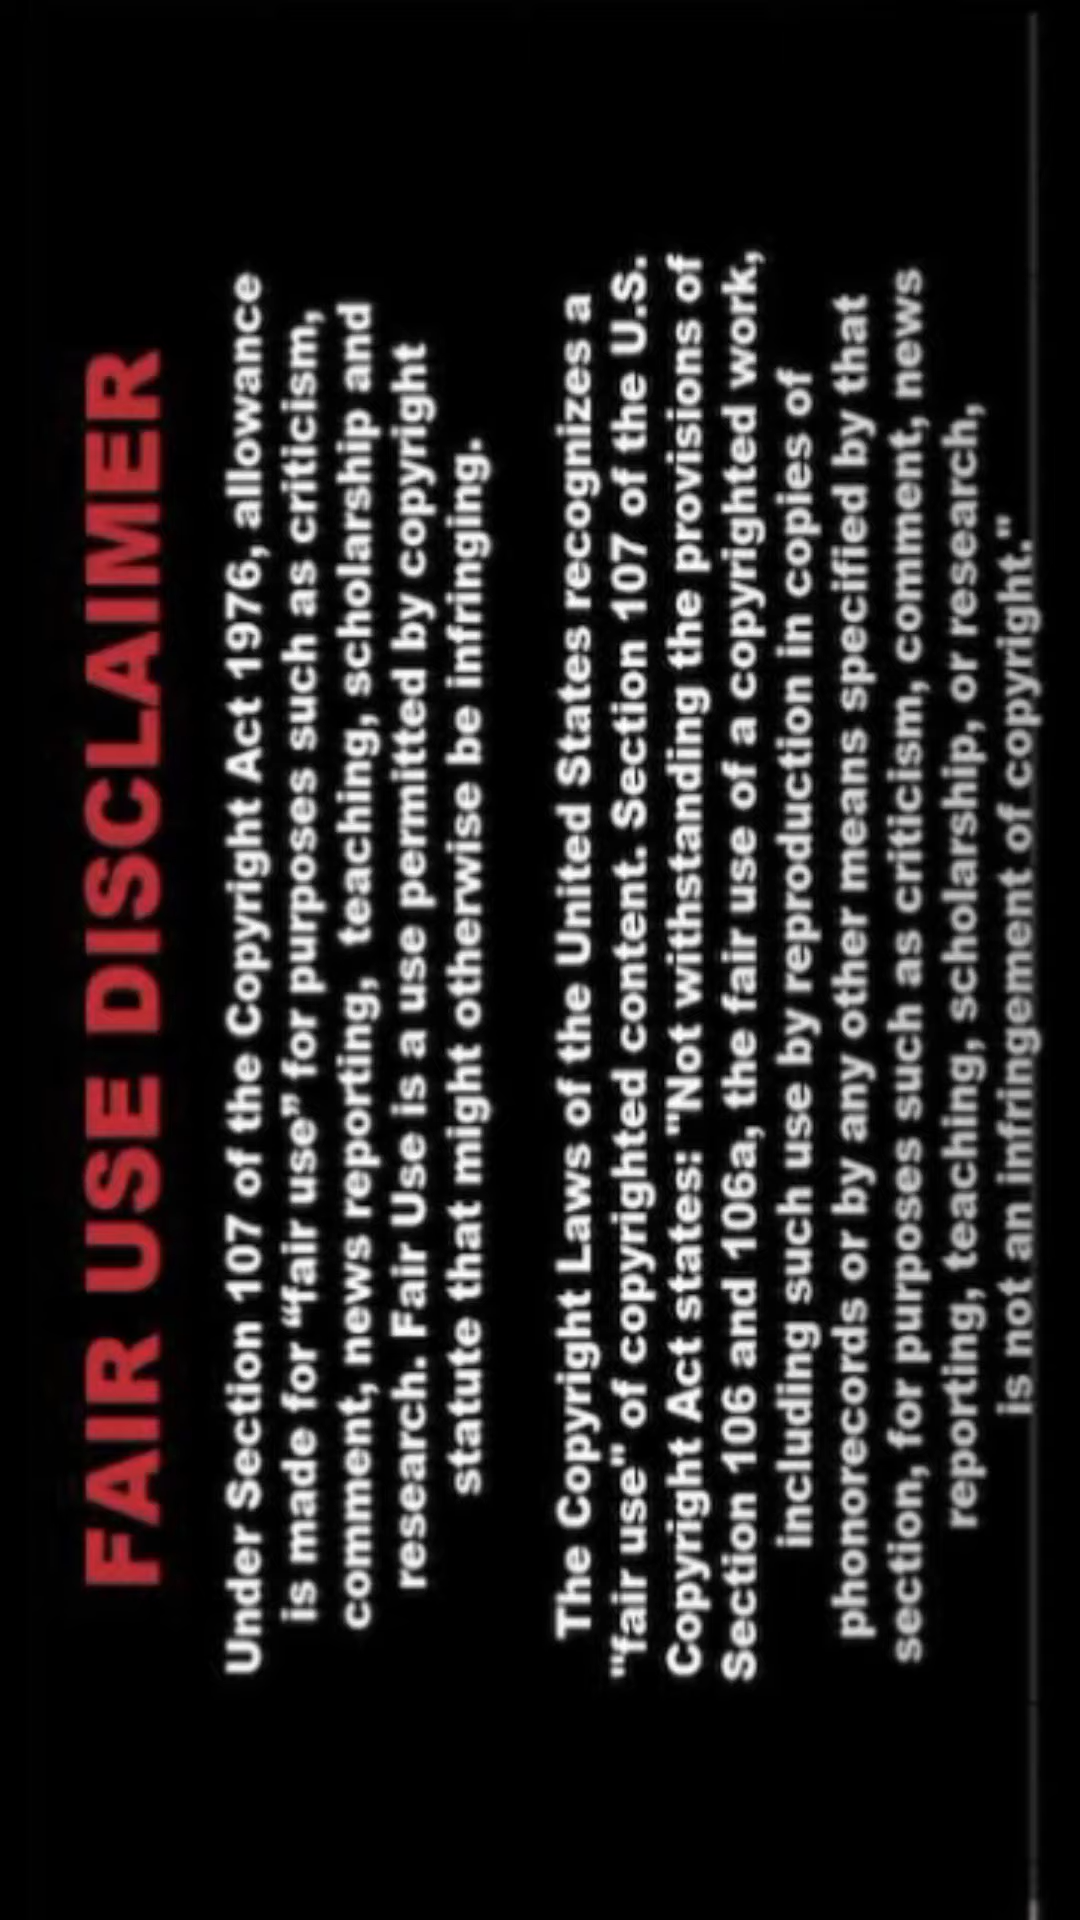 FAIR USE DISCLAIMER
Under Section 107 of the Copyright Act 1976, allowance
is made for “fair use” for purposes such as criticism,
comment, news reporting, teaching, scholarship and
research. Fair Use is a use permitted by copyright
statute that might otherwise be infringing.
The Copyright Laws of the United States recognizes a
"fair use" of copyrighted content. Section 107 of the U.S.
Copyright Act states: "Not withstanding the provisions of
Section 106 and 106a, the fair use of a copyrighted work,
including such use by reproduction in copies of
phonorecords or by any other means specified by that
section, for purposes such as criticism, comment, news
reporting, teaching, scholarship, or research,
is not an infringement of copyright."